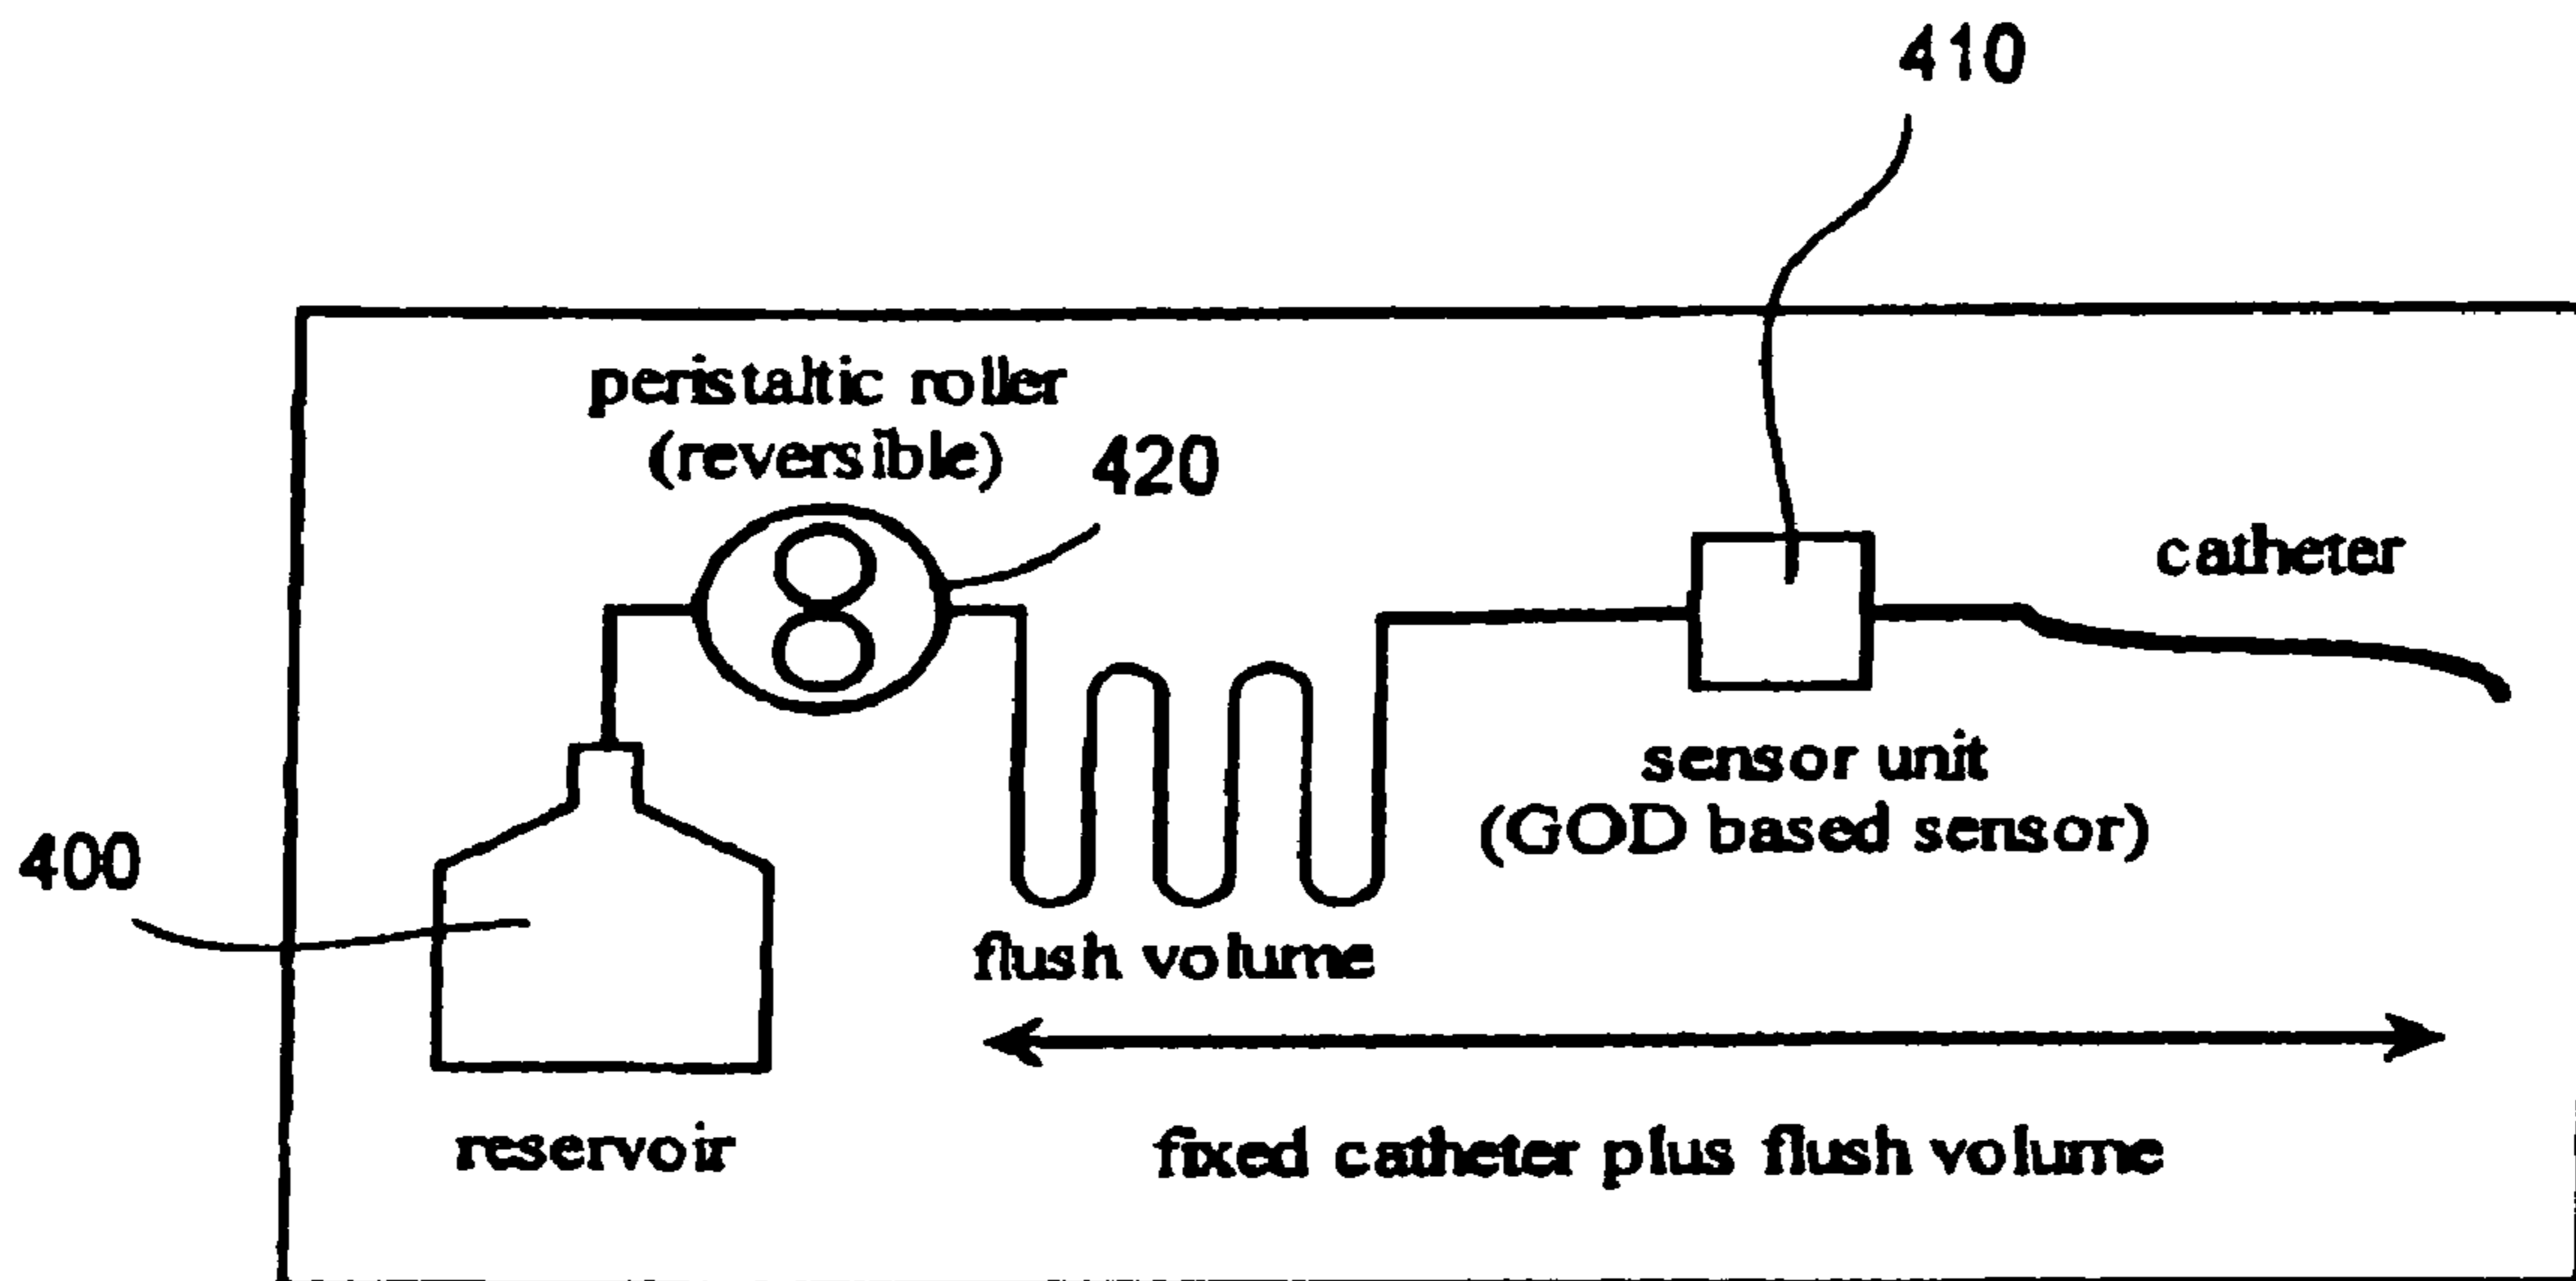 410
peristaltic roller
(reversible)
420
catheter
sensor unit
(GOD based sensor)
400
flush volume
reservoir
fixed catheter plus flush volume